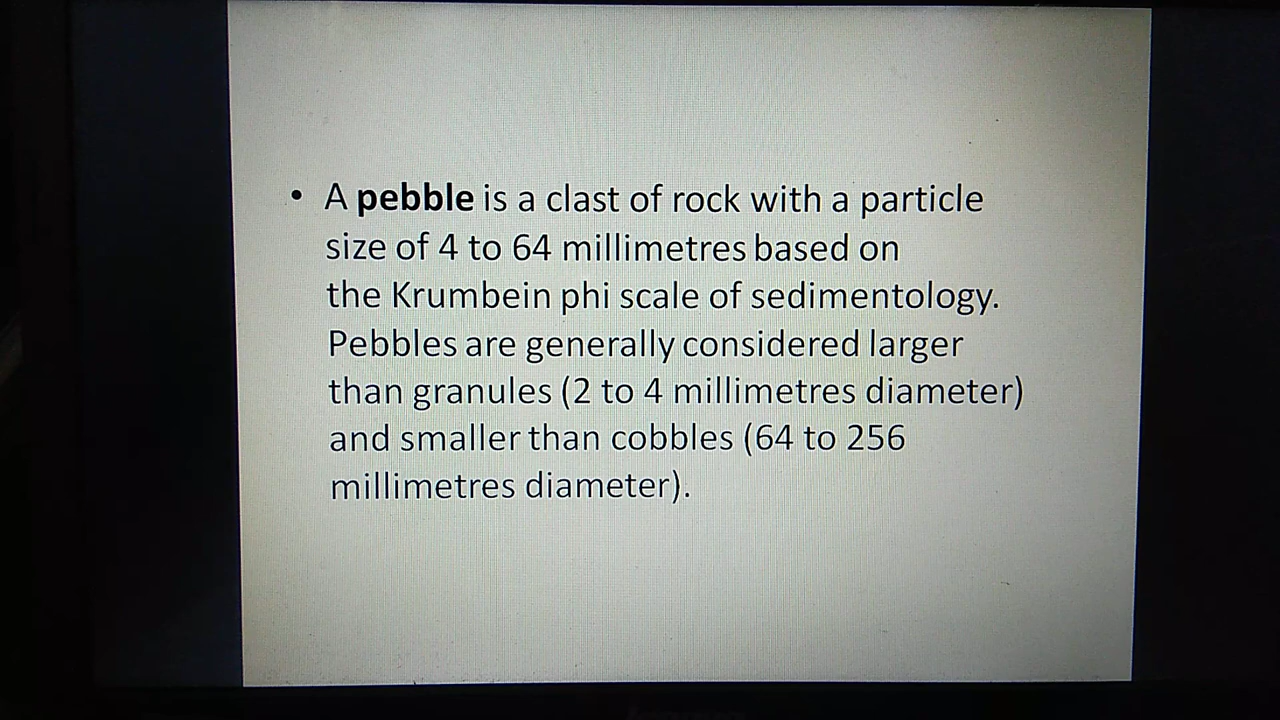 • A pebble is a clast of rock with a particle
size of 4 to 64 millimetres based on
the Krumbein phi scale of sedimentology.
Pebbles are generally considered larger
than granules (2 to 4 millimetres diameter)
and smaller than cobbles (64 to 256
millimetres diameter).